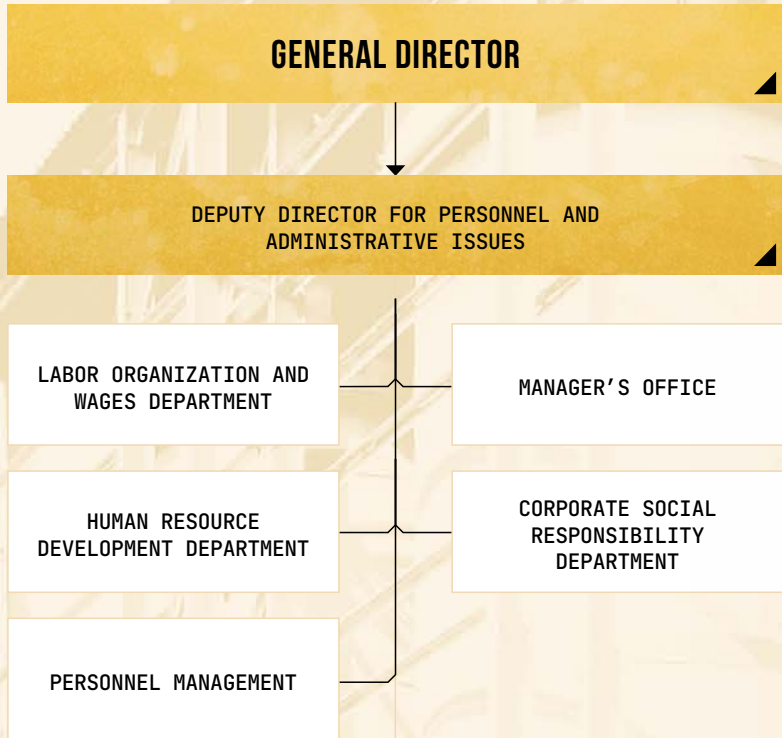 GENERAL DIRECTOR
DEPUTY DIRECTOR FOR PERSONNEL AND
ADMINISTRATIVE ISSUES
LABOR ORGANIZATION AND
WAGES DEPARTMENT
MANAGER’S OFFICE
HUMAN RESOURCE
DEVELOPMENT DEPARTMENT
CORPORATE SOCIAL
RESPONSIBILITY
DEPARTMENT
PERSONNEL MANAGEMENT